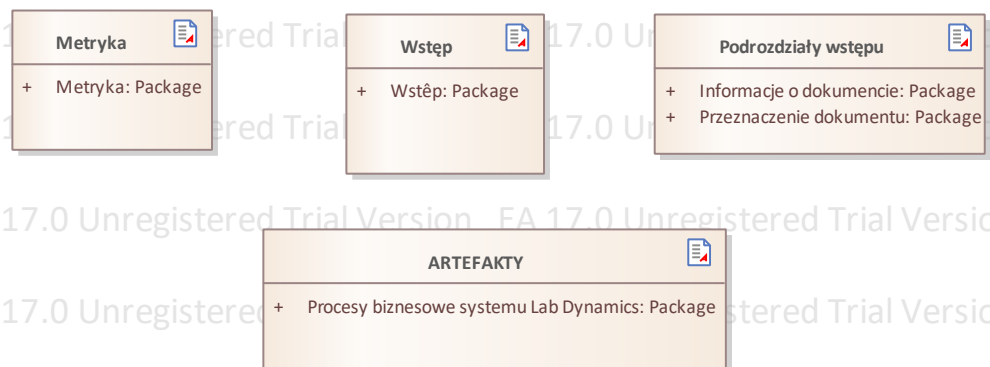 Metryka
+ Metryka: Package
Wstęp
+ Wstêp: Package
Podrozdziały wstępu
+ Informacje o dokumencie: Package
+ Przeznaczenie dokumentu: Package
17.0 Unregistered Trial Version EA 17.0 Unregistered Trial Versic
ARTEFAKTY
+ Procesy biznesowe systemu Lab Dynamics: Package